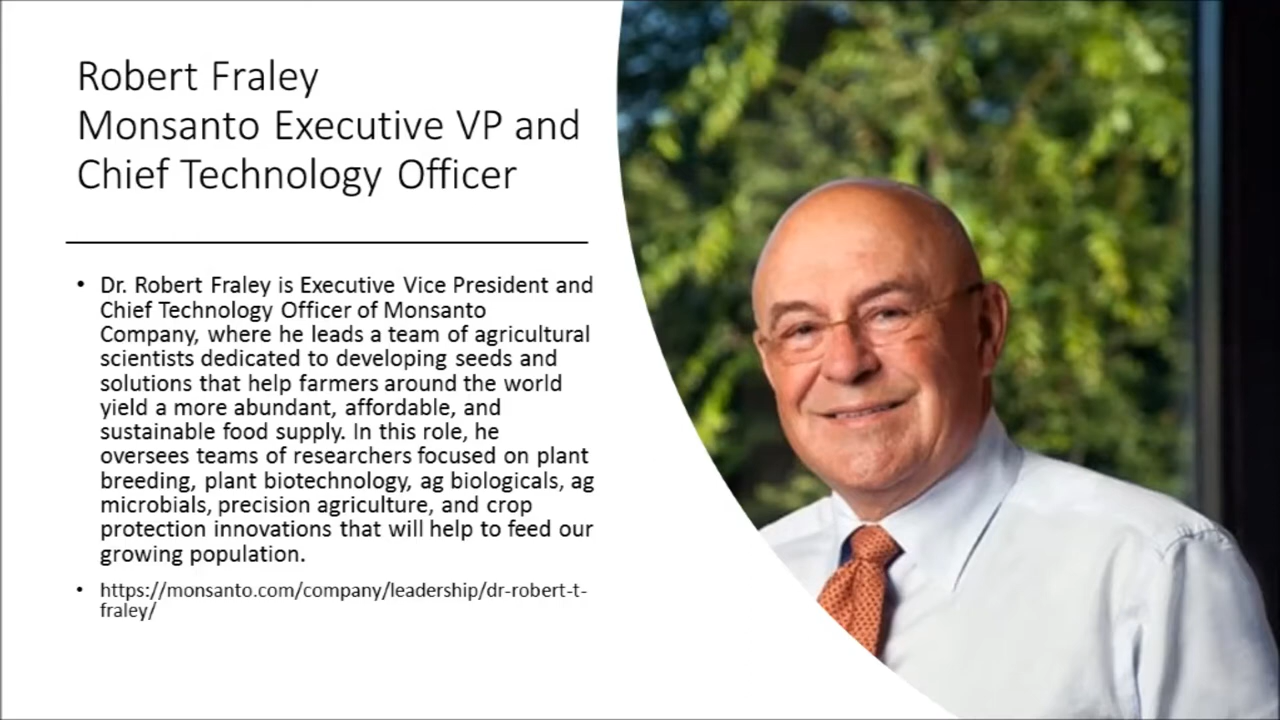 Robert Fraley
Monsanto Executive VP and
Chief Technology Officer
• Dr. Robert Fraley is Executive Vice President and
Chief Technology Officer of Monsanto
Company, where he leads a team of agricultural
scientists dedicated to developing seeds and
solutions that help farmers around the world
yield a more abundant, affordable, and
sustainable food supply. In this role, he
oversees teams of researchers focused on plant
breeding, plant biotechnology, ag biologicals, ag
microbials, precision agriculture, and crop
protection innovations that will help to feed our
growing population.
• https://monsanto.com/company/leadership/dr-robert-t-
fraley/